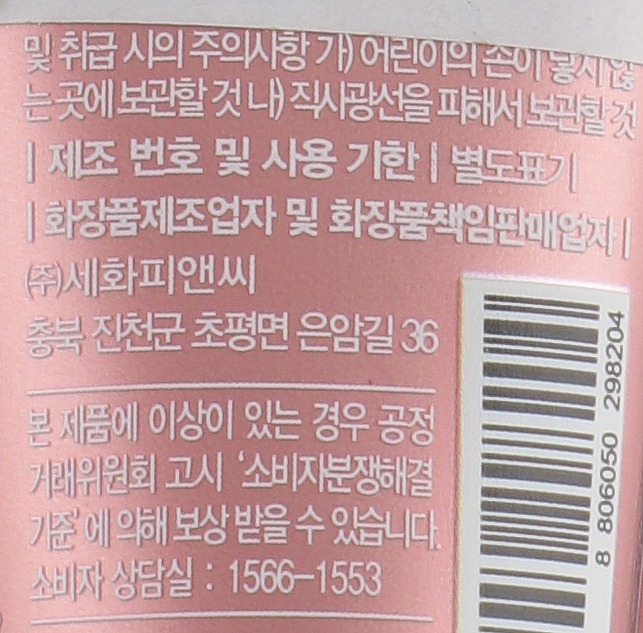 및 취급 시의 주의사항 가) 어린이의 손이 닿지 않
는 곳에 보관할 것 나) 직사광선을 피해서 보관할 것
| 제조 번호 및 사용 기한 | 별도표기
| 화장품제조업자 및 화장품책임판매업자 |
(주)세화피앤씨
충북 진천군 초평면 은암길 36
본 제품에 이상이 있는 경우 공정
거래위원회 고시 '소비자분쟁해결
기준'에 의해 보상 받을 수 있습니다.
소비자 상담실 : 1566-1553
8 806050 298204